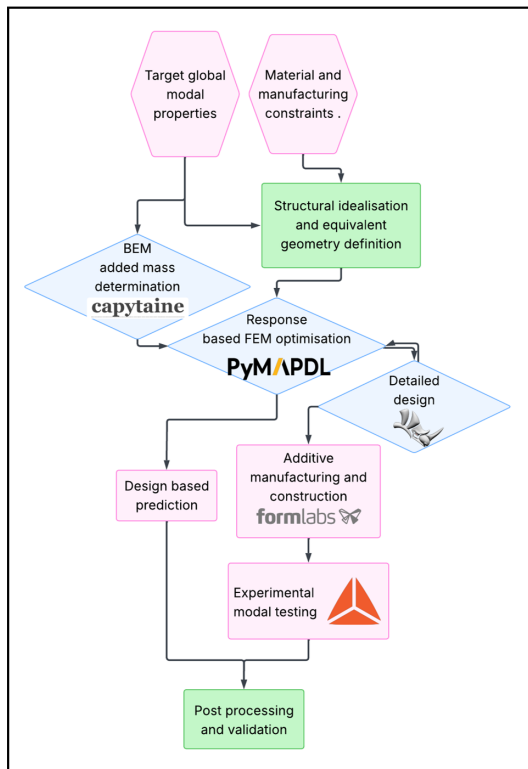 Target global
modal
properties
Material and
manufacturing
constraints .
Structural idealisation
and equivalent
geometry definition
BEM
added mass
determination
capytaine
Response
based FEM optimisation
PyMAPDL
Detailed
design
Additive
manufacturing and
construction
formlabs
Design based
prediction
Experimental
modal testing
Post processing
and validation